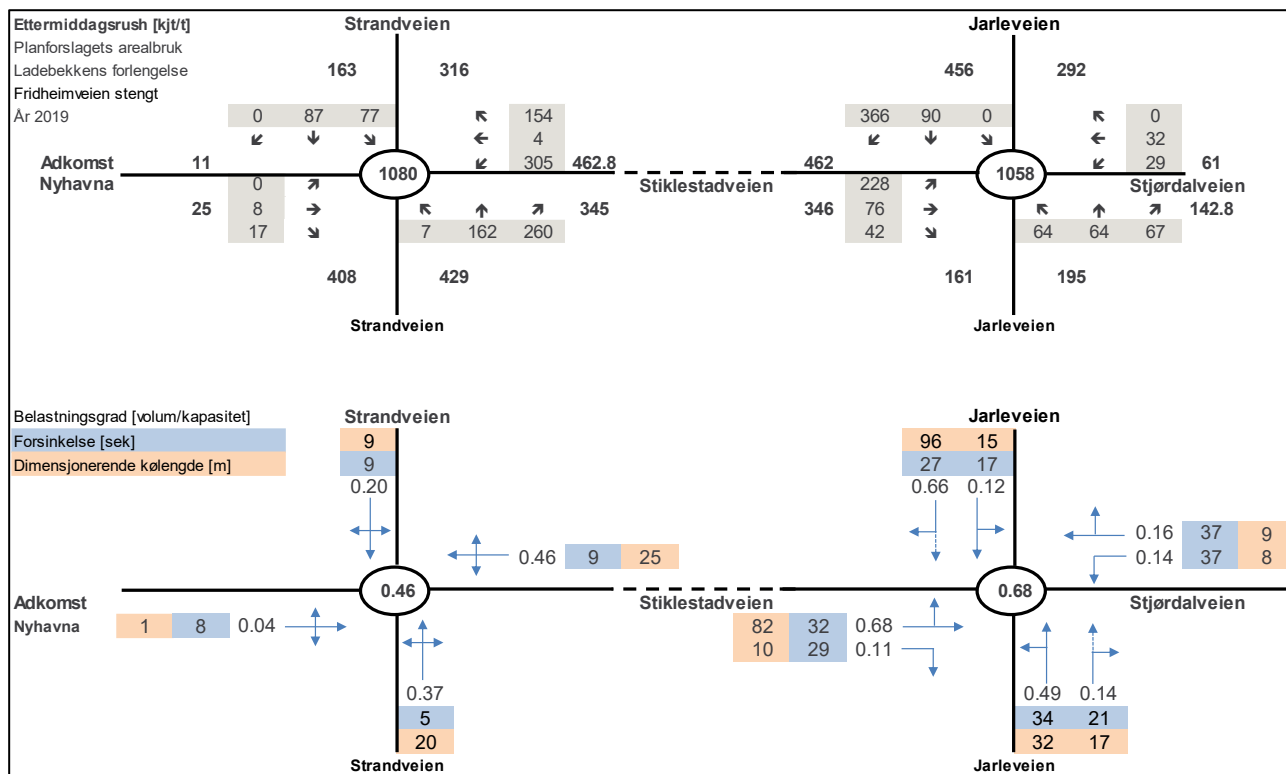 Ettermiddagsrush [kjt/t] Strandveien Jarleveien
Planforslagets arealbruk
Ladebekkens forlengelse 163 316 456 292
Fridheimveien stengt
År 2019 0 87 77 154 366 90 0 0
4 32
Adkomst 11 1080 305 462.8 462 1058 29 61
Nyhavna 0 Stiklestadveien 228 Stjørdalveien
25 8 345 346 76 142.8
17 7 162 260 42 64 64 67
408 429 161 195
Strandveien Jarleveien
Belastningsgrad [volum/kapasitet] Strandveien Jarleveien
Forsinkelse [sek] 9 96 15
Dimensjonerende kølengde [m] 9 27 17
0.20 0.66 0.12
0.16 37 9
0.46 9 25 0.14 37 8
0.46 0.68
Adkomst Stiklestadveien Stjørdalveien
Nyhavna 1 8 0.04 82 32 0.68
10 29 0.11
0.37 0.49 0.14
5 34 21
20 32 17
Strandveien Jarleveien